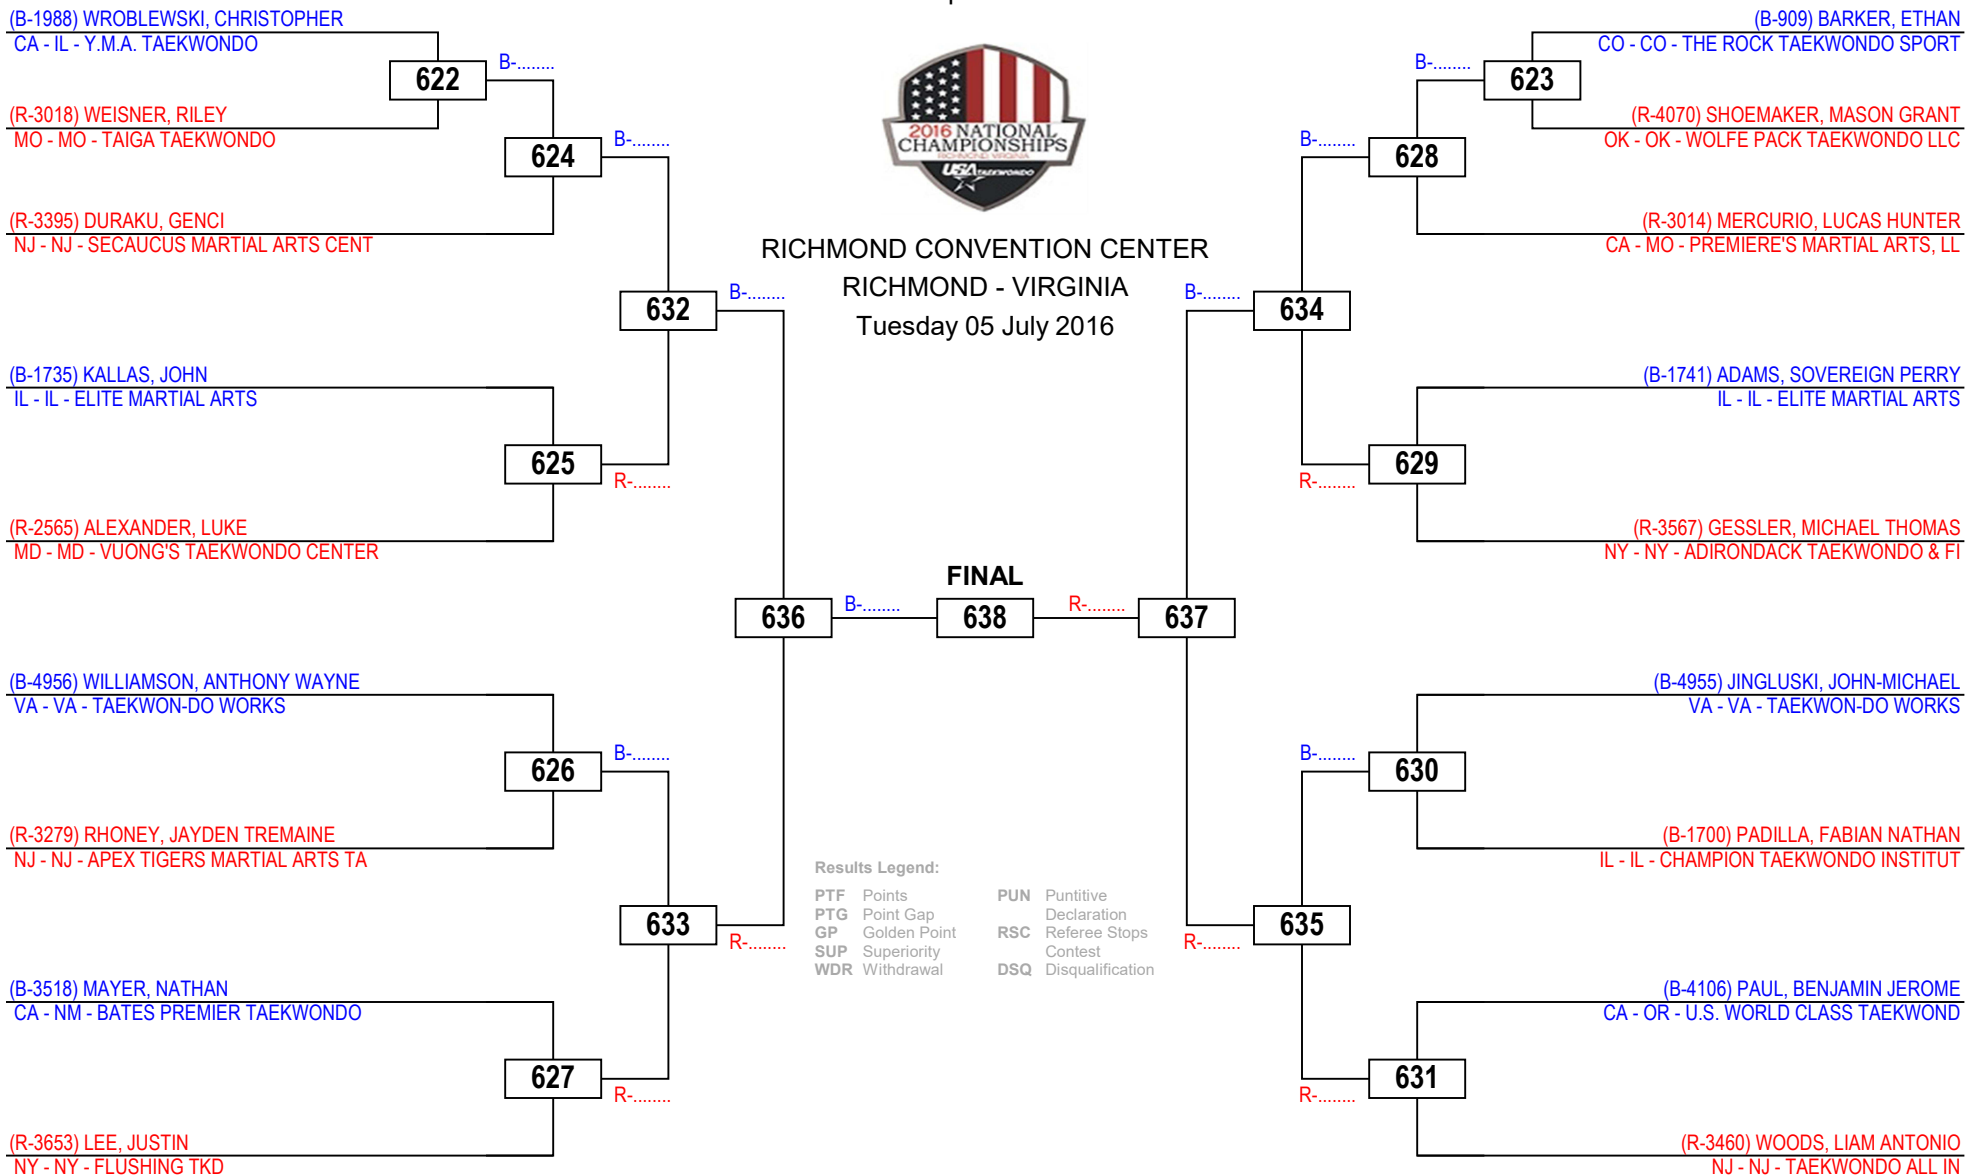 (B-1988) WROBLEWSKI, CHRISTOPHER
CA - IL - Y.M.A. TAEKWONDO
622
B-........
(R-3018) WEISNER, RILEY
MO - MO - TAIGA TAEKWONDO
624
B-........
(R-3395) DURAKU, GENCI
NJ - NJ - SECAUCUS MARTIAL ARTS CENT
632
B-........
(B-1735) KALLAS, JOHN
IL - IL - ELITE MARTIAL ARTS
625
R-........
(R-2565) ALEXANDER, LUKE
MD - MD - VUONG'S TAEKWONDO CENTER
636
B-........
(B-4956) WILLIAMSON, ANTHONY WAYNE
VA - VA - TAEKWON-DO WORKS
626
B-........
(R-3279) RHONEY, JAYDEN TREMAINE
NJ - NJ - APEX TIGERS MARTIAL ARTS TA
633
R-........
(B-3518) MAYER, NATHAN
CA - NM - BATES PREMIER TAEKWONDO
627
R-........
(R-3653) LEE, JUSTIN
NY - NY - FLUSHING TKD
2016 NATIONAL
CHAMPIONSHIPS
RICHMOND, VIRGINIA
USA TAEKWONDO
RICHMOND CONVENTION CENTER
RICHMOND - VIRGINIA
Tuesday 05 July 2016
FINAL
638
Results Legend:
PTF Points
PTG Point Gap
GP Golden Point
SUP Superiority
WDR Withdrawal
PUN Puntitive
Declaration
RSC Referee Stops
Contest
DSQ Disqualification
(B-909) BARKER, ETHAN
CO - CO - THE ROCK TAEKWONDO SPORT
B-........
623
(R-4070) SHOEMAKER, MASON GRANT
OK - OK - WOLFE PACK TAEKWONDO LLC
B-........
628
(R-3014) MERCURIO, LUCAS HUNTER
CA - MO - PREMIERE'S MARTIAL ARTS, LL
B-........
634
(B-1741) ADAMS, SOVEREIGN PERRY
IL - IL - ELITE MARTIAL ARTS
629
R-........
(R-3567) GESSLER, MICHAEL THOMAS
NY - NY - ADIRONDACK TAEKWONDO & FI
R-........
637
(B-4955) JINGLUSKI, JOHN-MICHAEL
VA - VA - TAEKWON-DO WORKS
B-........
630
(B-1700) PADILLA, FABIAN NATHAN
IL - IL - CHAMPION TAEKWONDO INSTITUT
635
R-........
(B-4106) PAUL, BENJAMIN JEROME
CA - OR - U.S. WORLD CLASS TAEKWOND
631
R-........
(R-3460) WOODS, LIAM ANTONIO
NJ - NJ - TAEKWONDO ALL IN